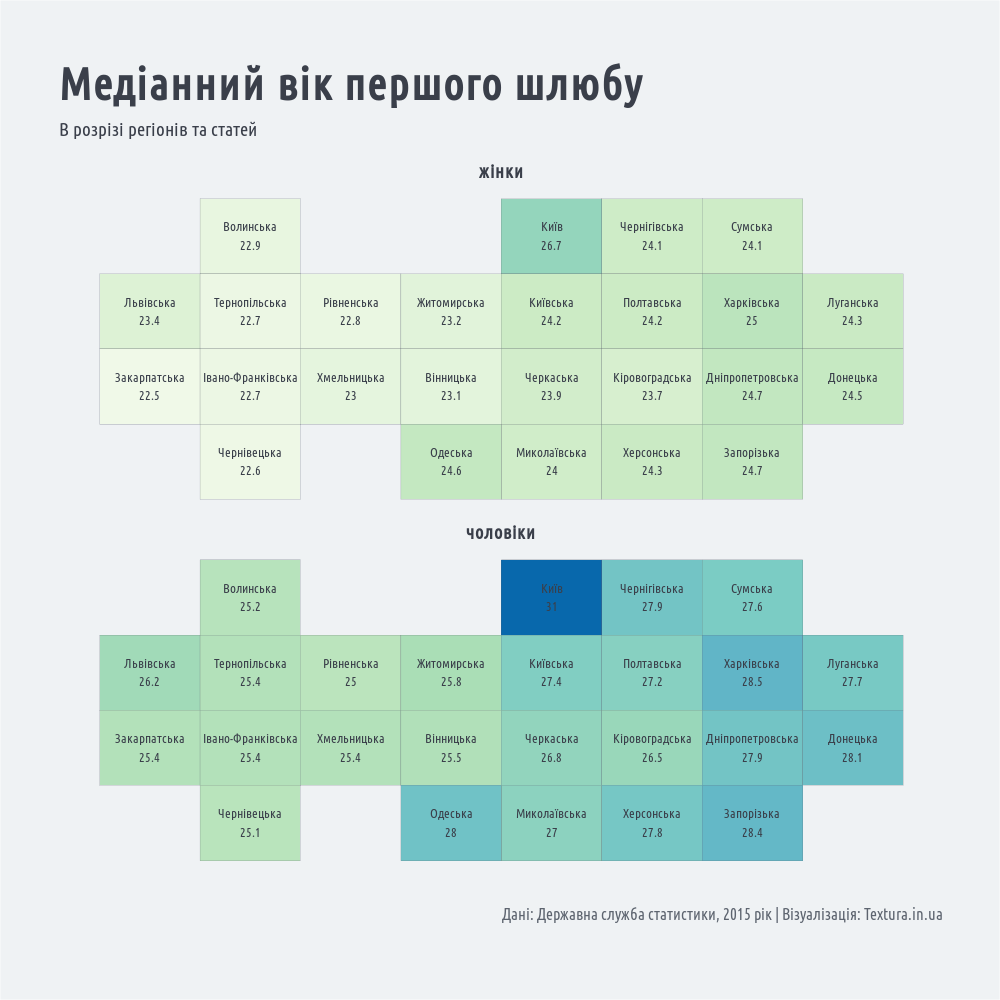 Медіанний вік першого шлюбу
В розрізі регіонів та статей
жінки
Волинська Київ Чернігівська Сумська
22.9 26.7 24.1 24.1
Львівська Тернопільська Рівненська Житомирська Київська Полтавська Харківська Луганська
23.4 22.7 22.8 23.2 24.2 24.2 25 24.3
Закарпатська Івано-Франківська Хмельницька Вінницька Черкаська Кіровоградська Дніпропетровська Донецька
22.5 22.7 23 23.1 23.9 23.7 24.7 24.5
Чернівецька Одеська Миколаївська Херсонська Запорізька
22.6 24.6 24 24.3 24.7
чоловіки
Волинська Київ Чернігівська Сумська
25.2 31 27.9 27.6
Львівська Тернопільська Рівненська Житомирська Київська Полтавська Харківська Луганська
26.2 25.4 25 25.8 27.4 27.2 28.5 27.7
Закарпатська Івано-Франківська Хмельницька Вінницька Черкаська Кіровоградська Дніпропетровська Донецька
25.4 25.4 25.4 25.5 26.8 26.5 27.9 28.1
Чернівецька Одеська Миколаївська Херсонська Запорізька
25.1 28 27 27.8 28.4
Дані: Державна служба статистики, 2015 рік | Візуалізація: Textura.in.ua